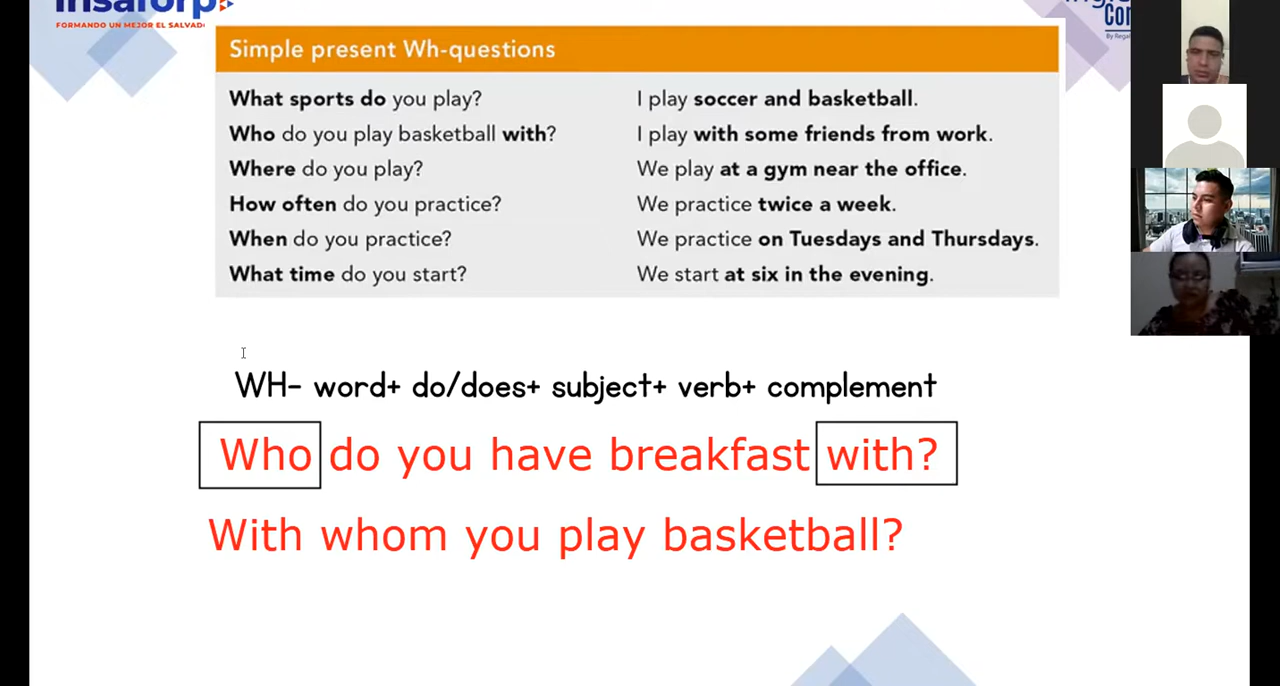 insaforp
FORMANDO UN MEJOR EL SALVADOR
Con
Simple present Wh-questions
What sports do you play? I play soccer and basketball.
Who do you play basketball with? I play with some friends from work.
Where do you play? We play at a gym near the office.
How often do you practice? We practice twice a week.
When do you practice? We practice on Tuesdays and Thursdays.
What time do you start? We start at six in the evening.
WH- word+ do/does+ subject+ verb+ complement
Who do you have breakfast with?
With whom you play basketball?